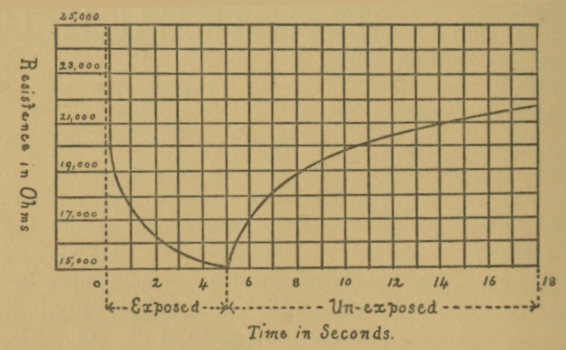 25,000
23,000
21,000
19,000
17,000
15,000
Resistance in Ohms
0 2 4 6 8 10 12 14 16 18
Exposed Un-exposed
Time in Seconds.